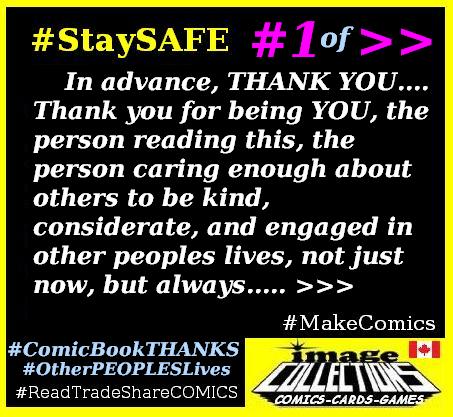 #StaySAFE #1 of >>
In advance, THANK YOU....
Thank you for being YOU, the
person reading this, the
person caring enough about
others to be kind,
considerate, and engaged in
other peoples lives, not just
now, but always..... >>>
#MakeComics
#ComicBookTHANKS
#OtherPEOPLESLives
#ReadTradeShareCOMICS
image
COLLECTIONS
COMICS-CARDS-GAMES